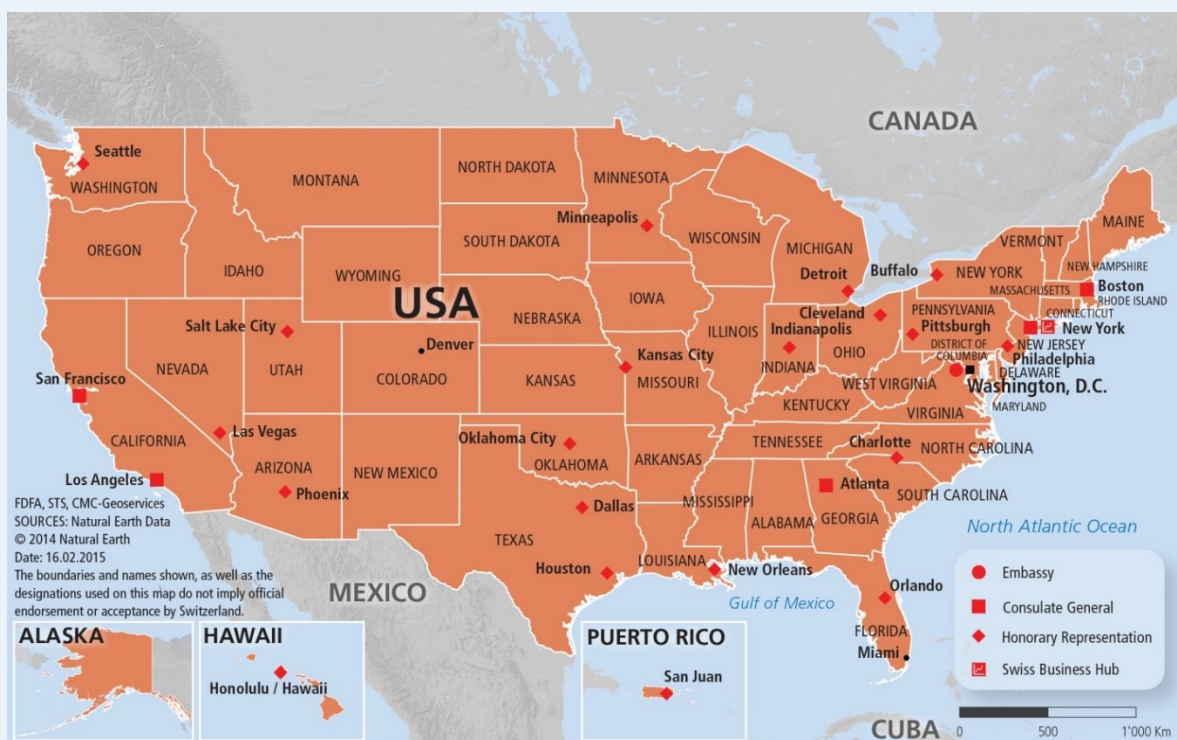 CANADA
Seattle
WASHINGTON
MONTANA
NORTH DAKOTA
MINNESOTA
Minneapolis
OREGON
IDAHO
WYOMING
SOUTH DAKOTA
WISCONSIN
MICHIGAN
Detroit
Buffalo
NEW YORK
VERMONT
MAINE
NEW HAMPSHIRE
MASSACHUSETTS
Boston
RHODE ISLAND
CONNECTICUT
New York
USA
IOWA
NEBRASKA
ILLINOIS
Cleveland
Indianapolis
INDIANA
OHIO
PENNSYLVANIA
Pittsburgh
DISTRICT OF
COLUMBIA
NEW JERSEY
Philadelphia
DELAWARE
Washington, D.C.
MARYLAND
Salt Lake City
NEVADA
UTAH
Denver
COLORADO
KANSAS
Kansas City
MISSOURI
WEST VIRGINIA
VIRGINIA
KENTUCKY
San Francisco
CALIFORNIA
Las Vegas
Los Angeles
ARIZONA
Phoenix
NEW MEXICO
Oklahoma City
OKLAHOMA
ARKANSAS
TENNESSEE
Charlotte
NORTH CAROLINA
SOUTH CAROLINA
Atlanta
GEORGIA
ALABAMA
MISSISSIPPI
Dallas
TEXAS
Houston
LOUISIANA
New Orleans
Orlando
FLORIDA
Miami
North Atlantic Ocean
Gulf of Mexico
MEXICO
CUBA
FDFA, STS, CMC-Geoservices
SOURCES: Natural Earth Data
© 2014 Natural Earth
Date: 16.02.2015
The boundaries and names shown, as well as the
designations used on this map do not imply official
endorsement or acceptance by Switzerland.
ALASKA
HAWAII
Honolulu / Hawaii
PUERTO RICO
San Juan
Embassy
Consulate General
Honorary Representation
Swiss Business Hub
0 500 1'000 Km